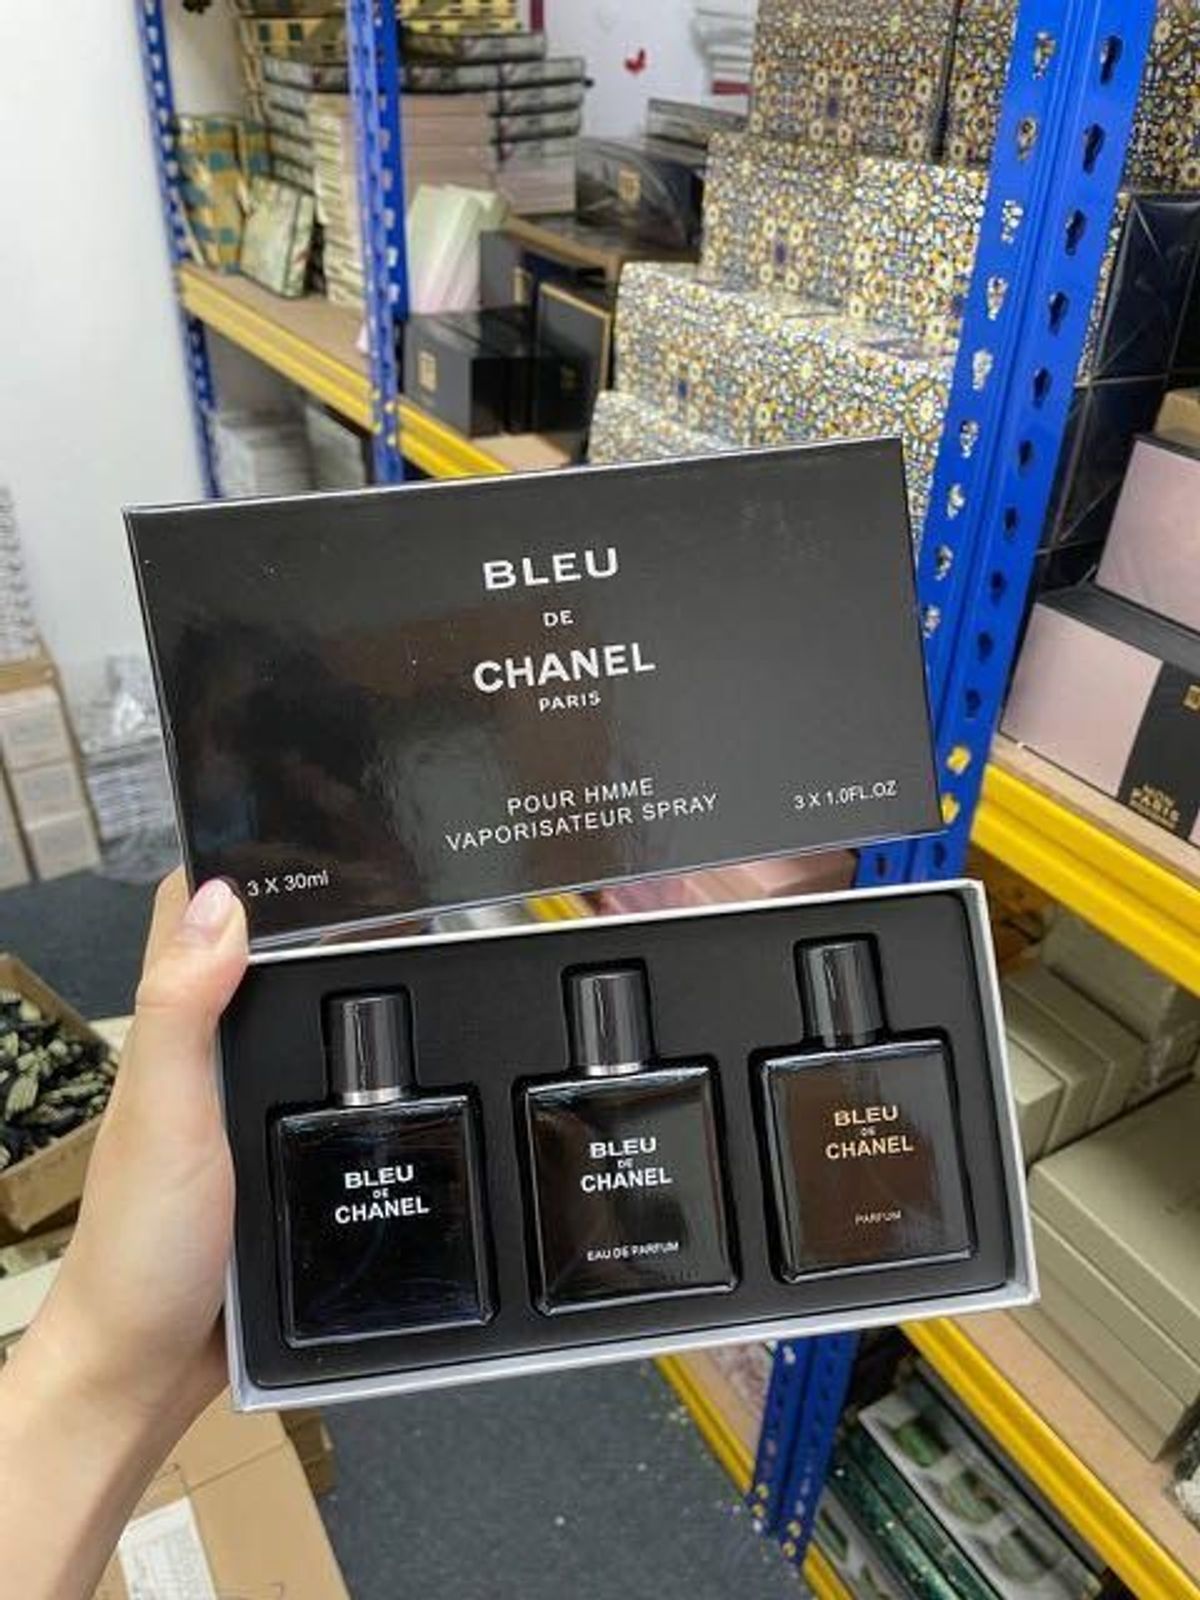 BLEU
DE
CHANEL
PARIS
POUR HMME
VAPORISATEUR SPRAY
3 X 1.0FL.OZ
3 X 30ml
BLEU
DE
CHANEL
BLEU
DE
CHANEL
EAU DE PARFUM
BLEU
DE
CHANEL
PARFUM
PARIS